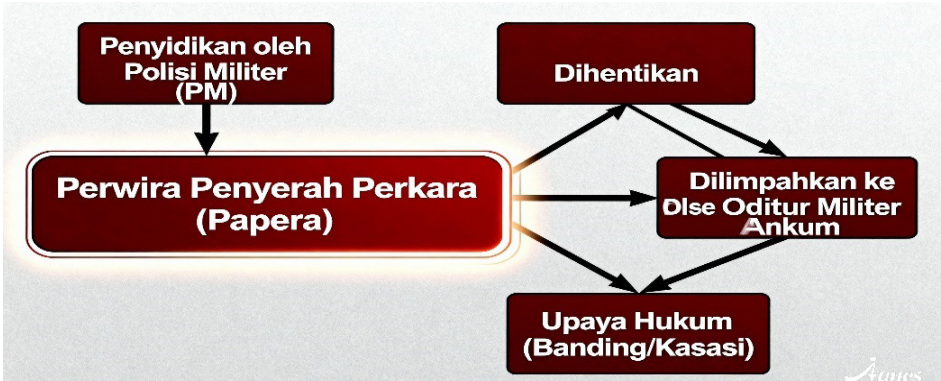 Penyidikan oleh
Polisi Militer
(PM)
Dihentikan
Perwira Penyerah Perkara
(Papera)
Dilimpahkan ke
Oditur Militer
Ankum
Upaya Hukum
(Banding/Kasasi)